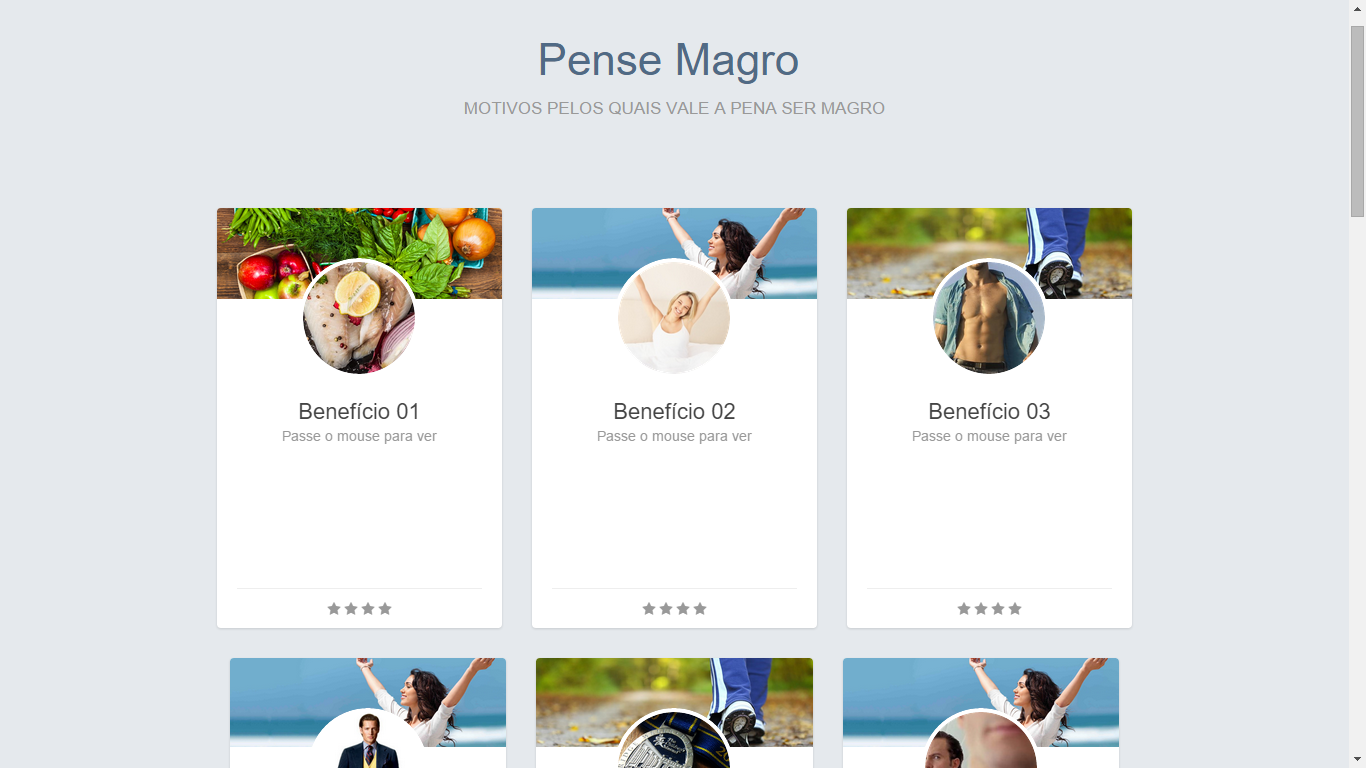 Pense Magro
MOTIVOS PELOS QUAIS VALE A PENA SER MAGRO
Benefício 01
Passe o mouse para ver
Benefício 02
Passe o mouse para ver
Benefício 03
Passe o mouse para ver